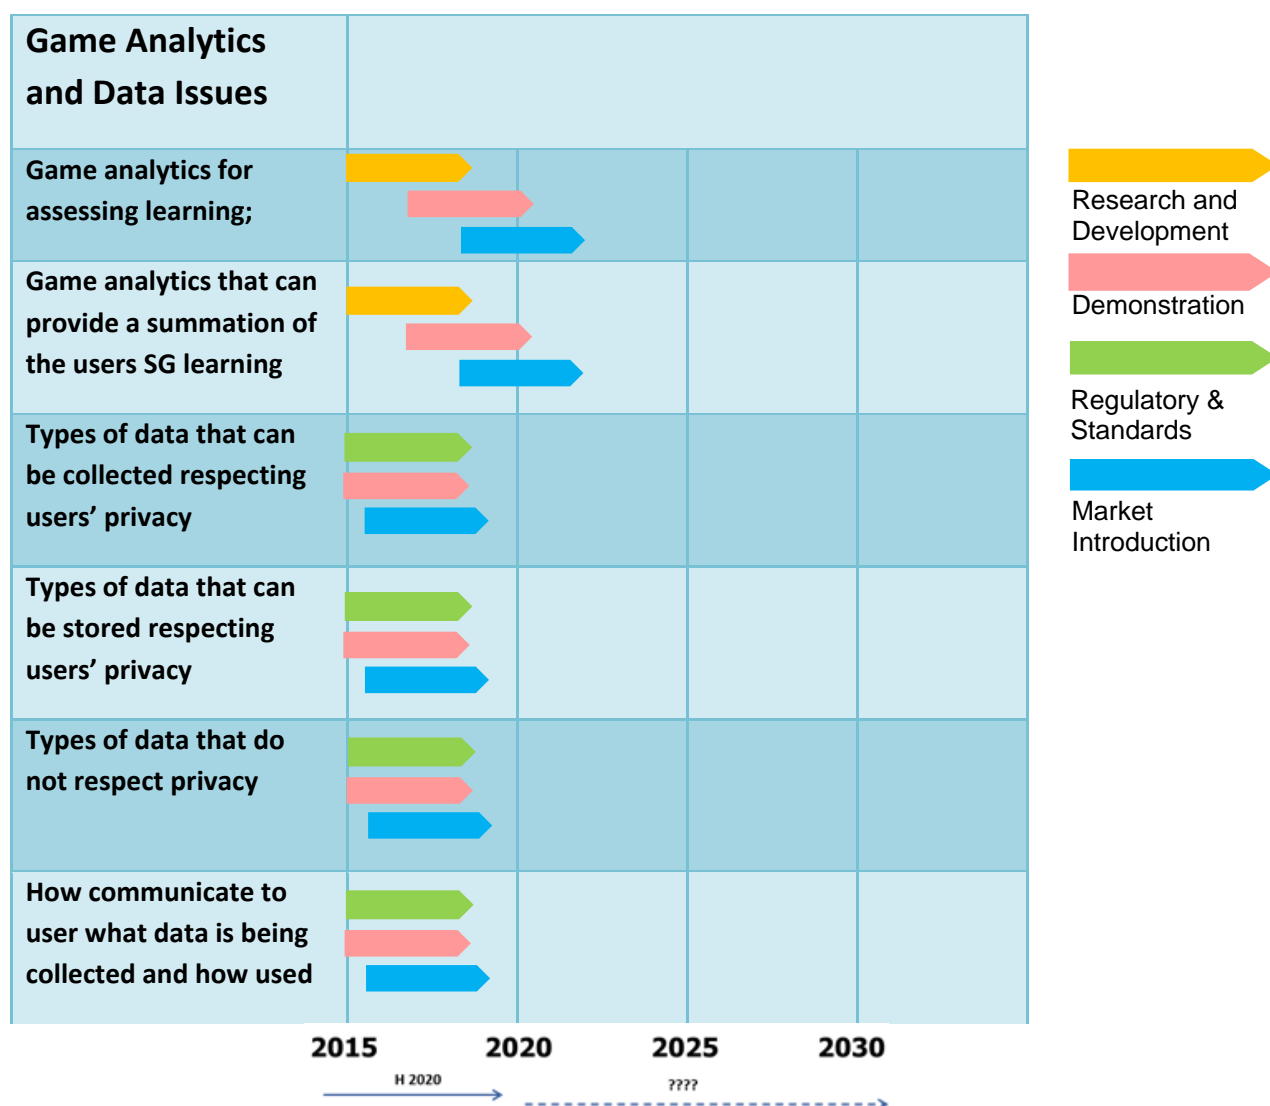 Game Analytics
and Data Issues
Game analytics for
assessing learning;
Game analytics that can
provide a summation of
the users SG learning
Types of data that can
be collected respecting
users’ privacy
Types of data that can
be stored respecting
users’ privacy
Types of data that do
not respect privacy
How communicate to
user what data is being
collected and how used
2015 2020 2025 2030
H 2020 ????
Research and
Development
Demonstration
Regulatory &
Standards
Market
Introduction